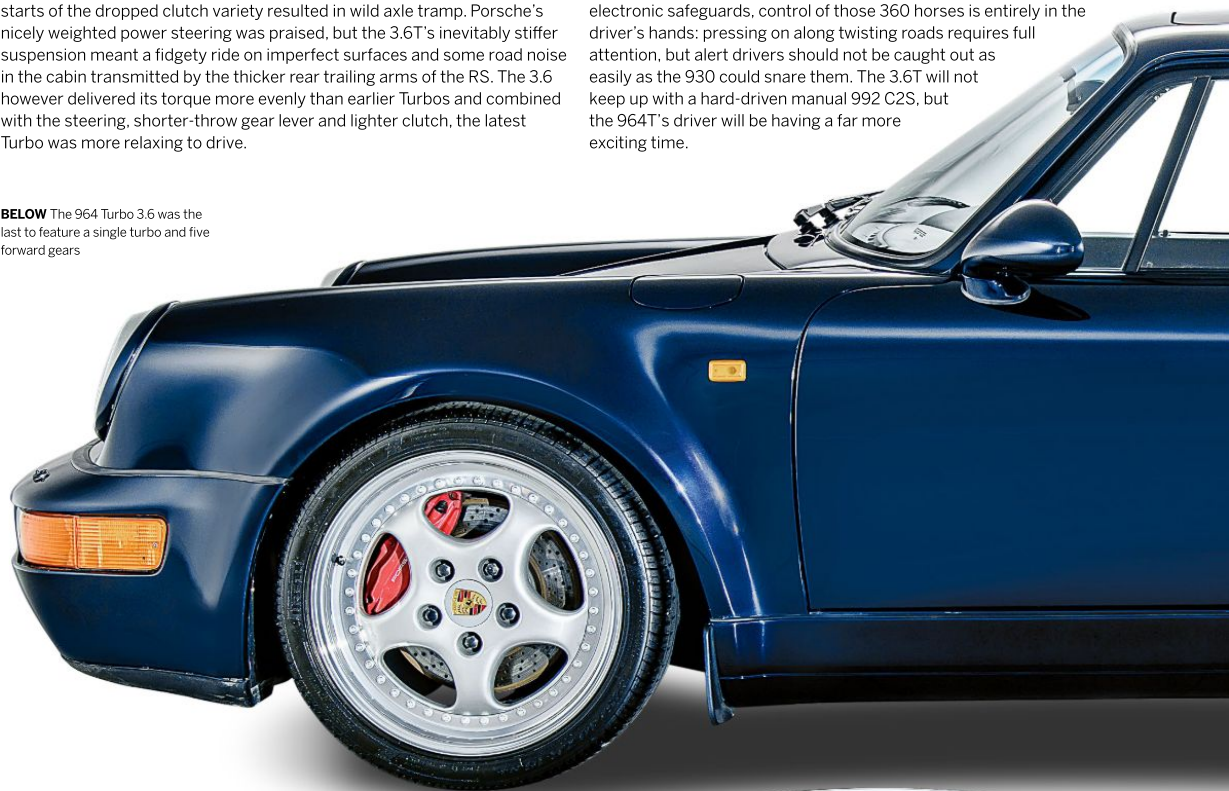 starts of the dropped clutch variety resulted in wild axle tramp. Porsche’s
nicely weighted power steering was praised, but the 3.6T’s inevitably stiffer
suspension meant a fidgety ride on imperfect surfaces and some road noise
in the cabin transmitted by the thicker rear trailing arms of the RS. The 3.6
however delivered its torque more evenly than earlier Turbos and combined
with the steering, shorter-throw gear lever and lighter clutch, the latest
Turbo was more relaxing to drive.
electronic safeguards, control of those 360 horses is entirely in the
driver’s hands: pressing on along twisting roads requires full
attention, but alert drivers should not be caught out as
easily as the 930 could snare them. The 3.6T will not
keep up with a hard-driven manual 992 C2S, but
the 964T’s driver will be having a far more
exciting time.
BELOW The 964 Turbo 3.6 was the
last to feature a single turbo and five
forward gears